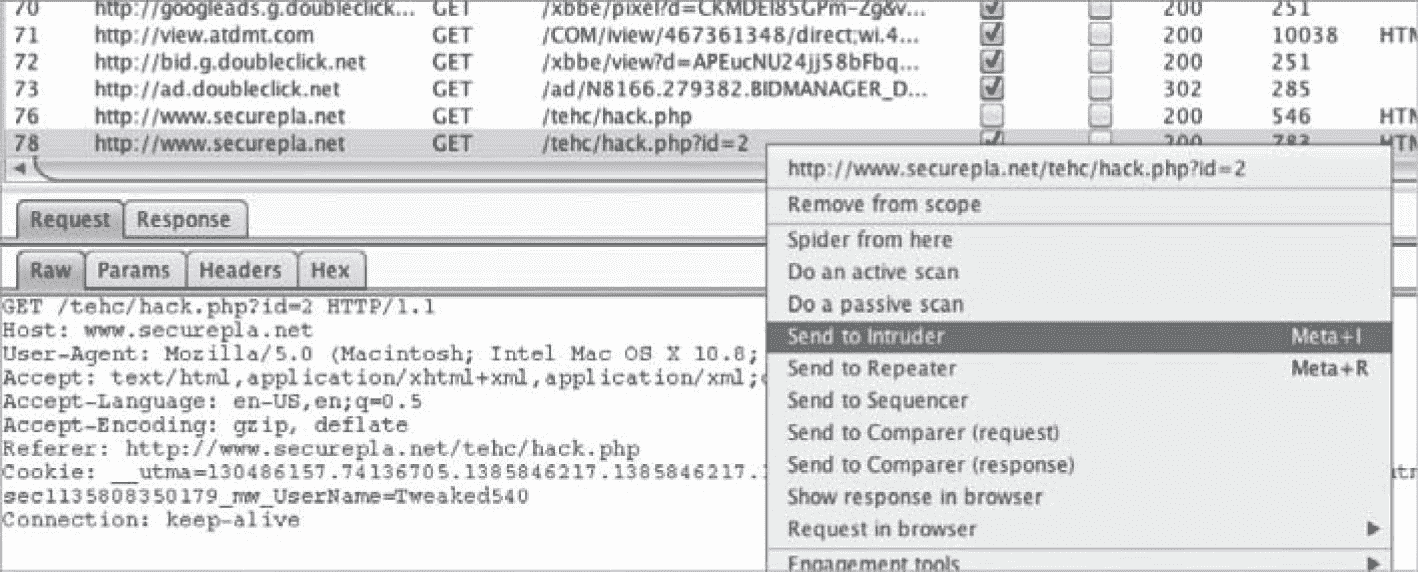 70 http://googleads.g.doubleclick... GET /xbbe/pixel?d=CKMDEI85GPm-Zg&v... 200 251
71 http://view.atdmt.com GET /COM/iview/467361348/direct;wi.4... 200 10038 HTM
72 http://bid.g.doubleclick.net GET /xbbe/view?d=APEucNU24jj58bFbq... 200 251
73 http://ad.doubleclick.net GET /ad/N8166.279382.BIDMANAGER_D... 302 285
76 http://www.securepla.net GET /tehc/hack.php 200 546 HTM
78 http://www.securepla.net GET /tehc/hack.php?id=2 200 783 HTM
http://www.securepla.net/tehc/hack.php?id=2
Remove from scope
Spider from here
Do an active scan
Do a passive scan
Send to Intruder Meta+I
Send to Repeater Meta+R
Send to Sequencer
Send to Comparer (request)
Send to Comparer (response)
Show response in browser
Request in browser
Engagement tools
Request Response
Raw Params Headers Hex
GET /tehc/hack.php?id=2 HTTP/1.1
Host: www.securepla.net
User-Agent: Mozilla/5.0 (Macintosh; Intel Mac OS X 10.8;
Accept: text/html,application/xhtml+xml,application/xml;
Accept-Language: en-US,en;q=0.5
Accept-Encoding: gzip, deflate
Referer: http://www.securepla.net/tehc/hack.php
Cookie: __utma=130486157.74136705.1385846217.1385846217.
sec1135808350179_mw_UserName=Tweaked540
Connection: keep-alive